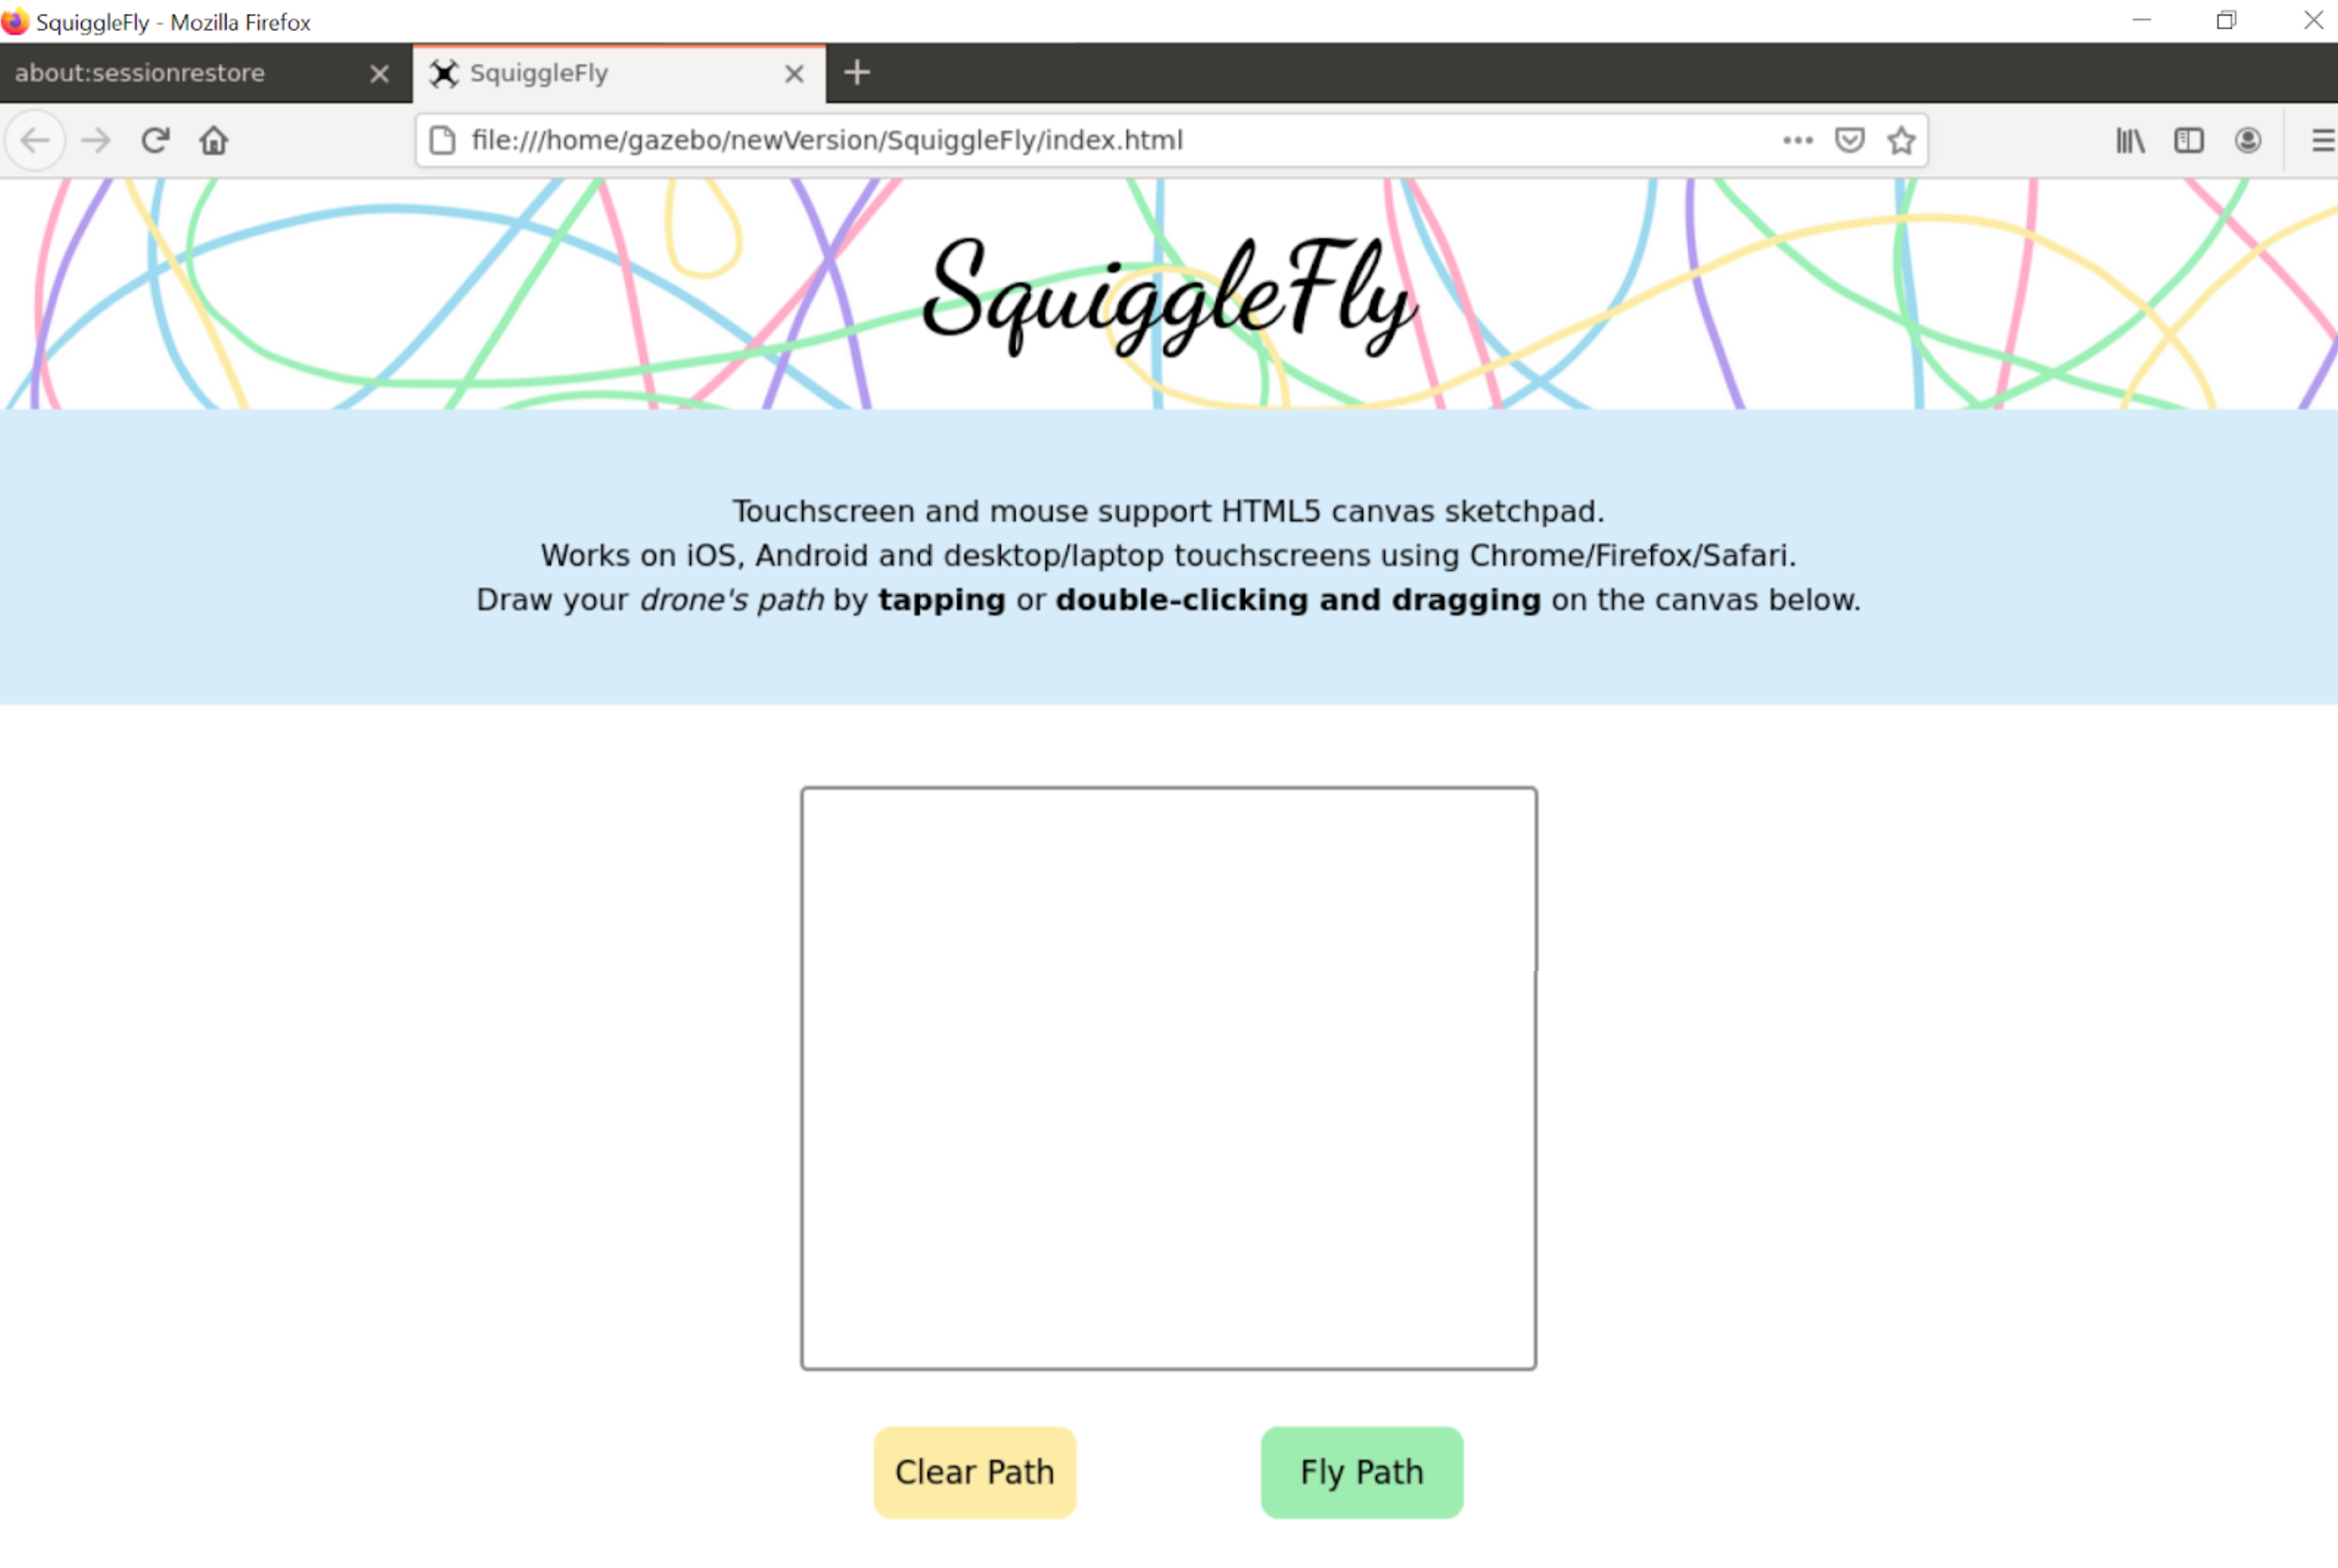 SquiggleFly - Mozilla Firefox
about:sessionrestore
SquiggleFly
file:///home/gazebo/newVersion/SquiggleFly/index.html
SquiggleFly
Touchscreen and mouse support HTML5 canvas sketchpad.
Works on iOS, Android and desktop/laptop touchscreens using Chrome/Firefox/Safari.
Draw your drone's path by tapping or double-clicking and dragging on the canvas below.
Clear Path
Fly Path